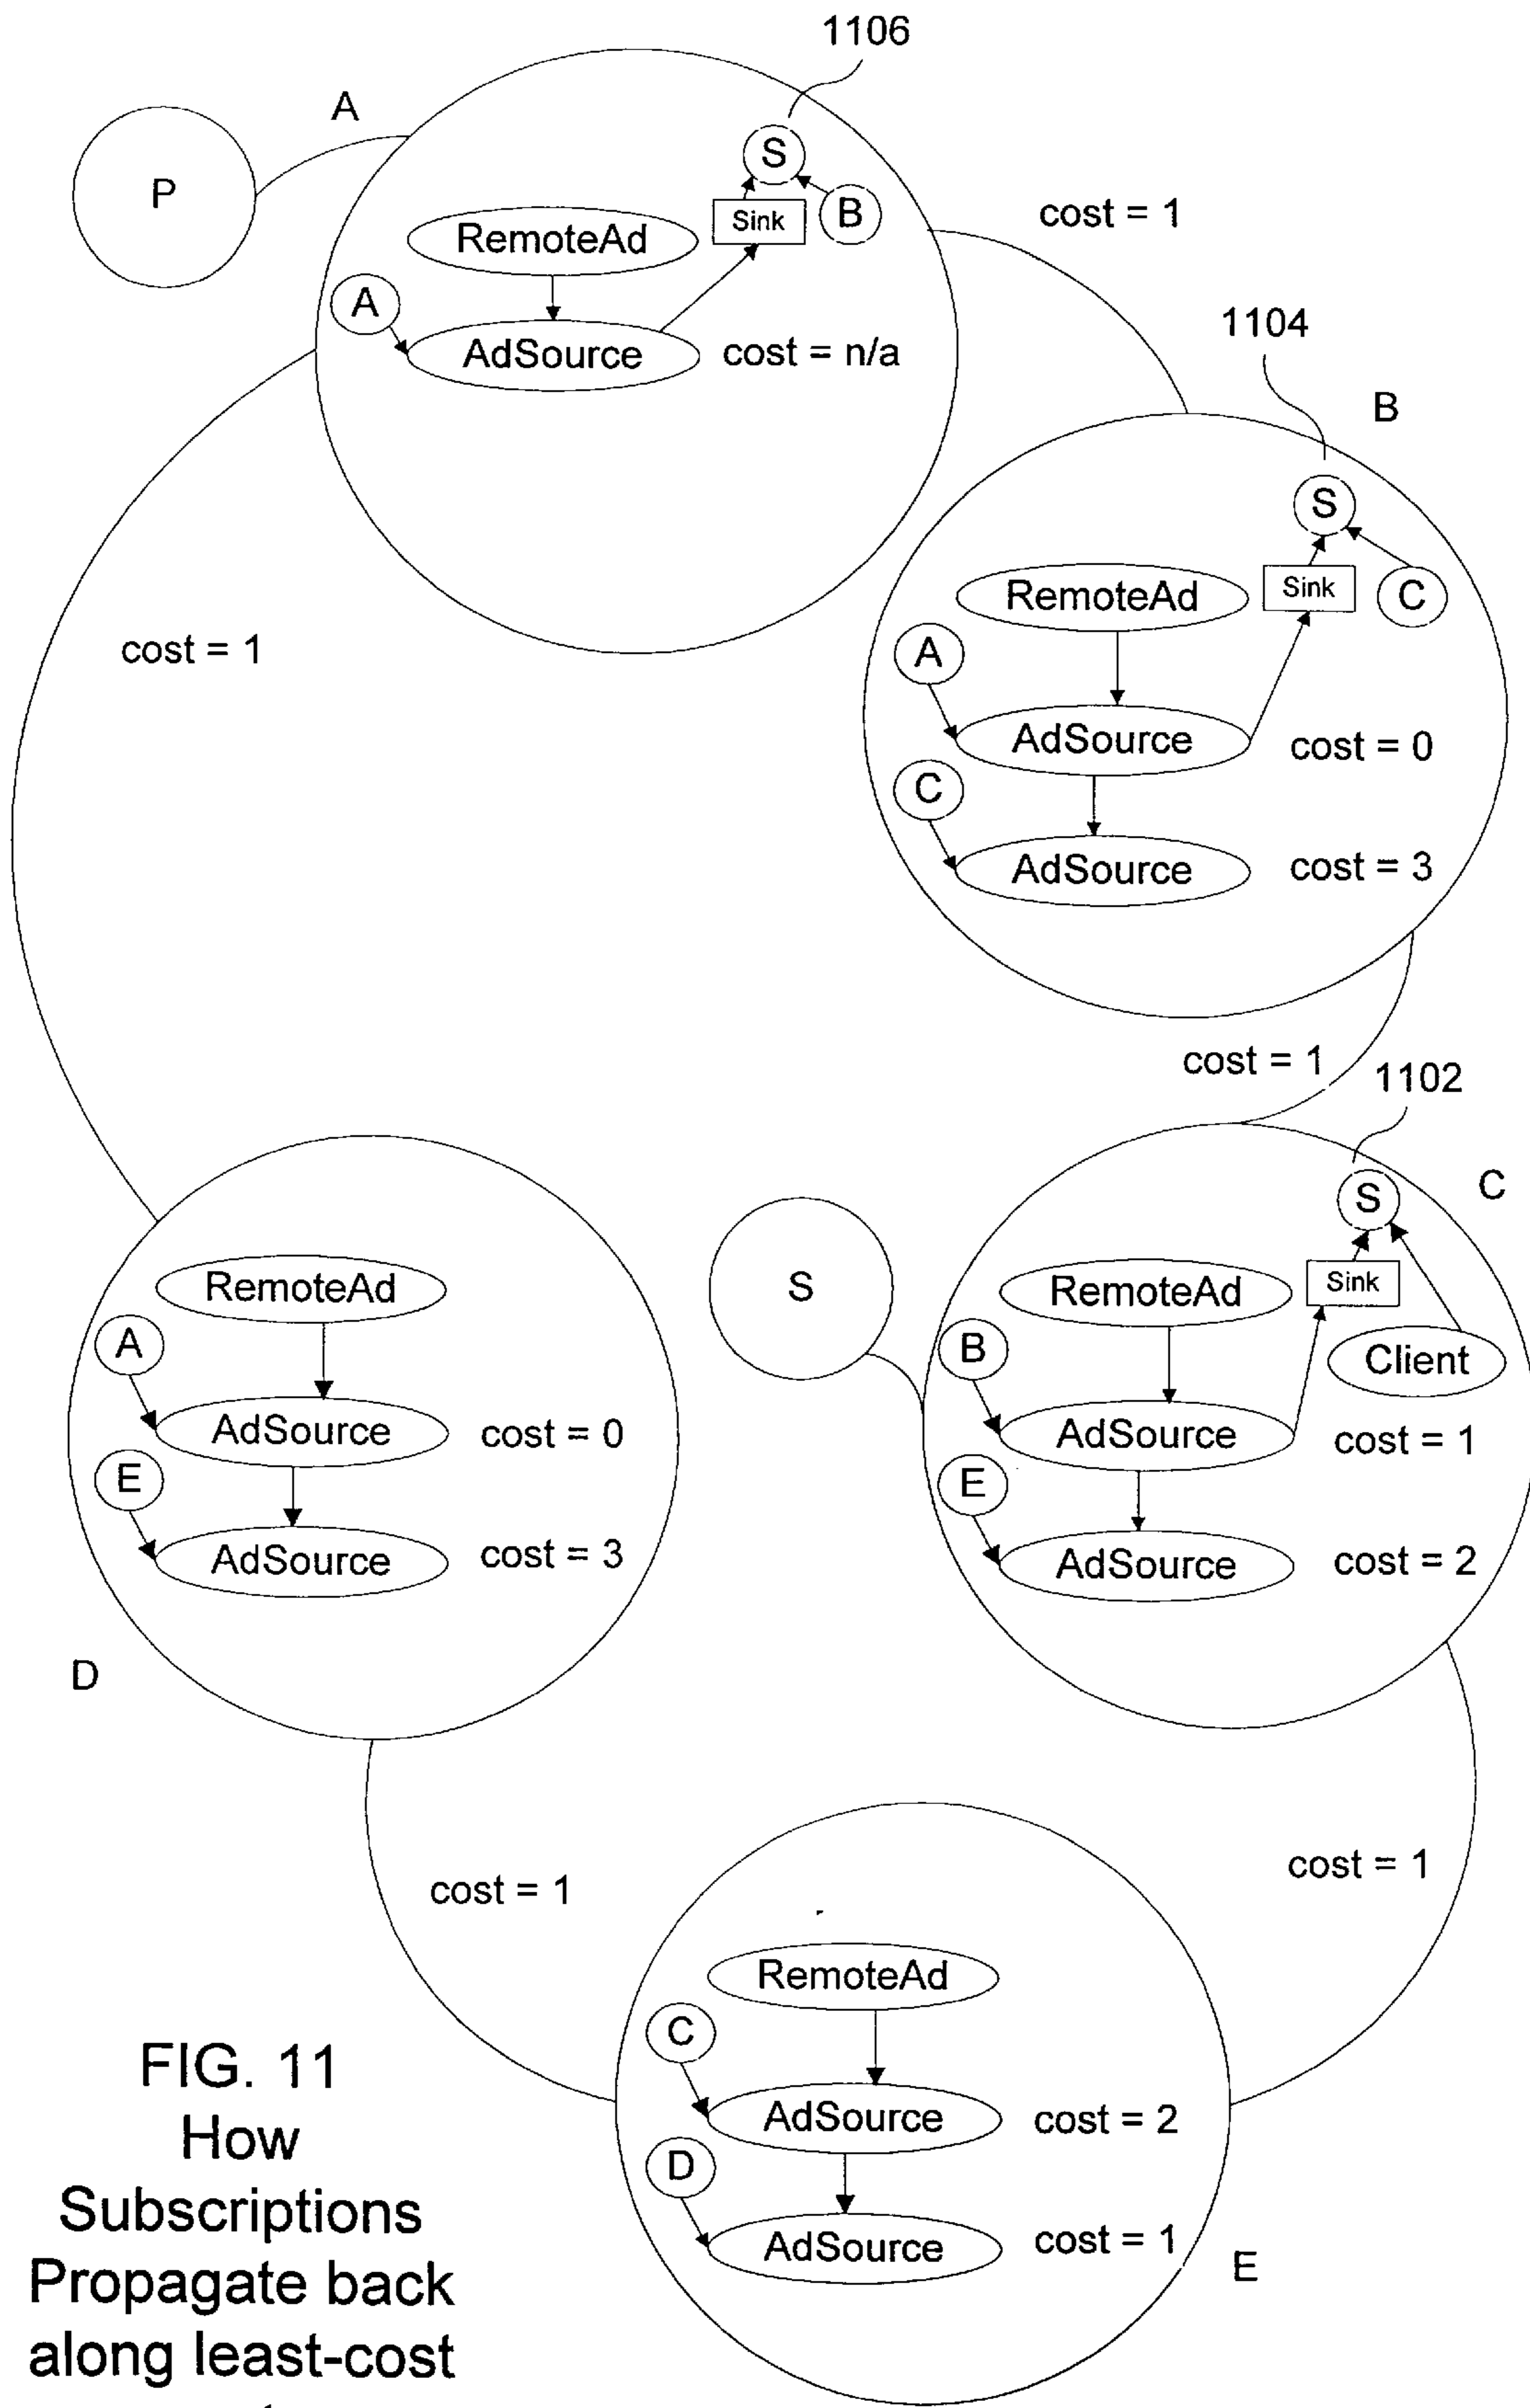 1106
A
P
S
Sink
B
RemoteAd
cost = 1
A
AdSource
cost = n/a
1104
B
S
RemoteAd
Sink
C
cost = 1
A
AdSource
cost = 0
C
AdSource
cost = 3
cost = 1
1102
C
S
S
RemoteAd
Sink
RemoteAd
A
B
Client
AdSource
cost = 0
AdSource
cost = 1
E
E
AdSource
cost = 3
AdSource
cost = 2
D
cost = 1
cost = 1
RemoteAd
C
AdSource
cost = 2
D
AdSource
cost = 1
E
FIG. 11
How
Subscriptions
Propagate back
along least-cost